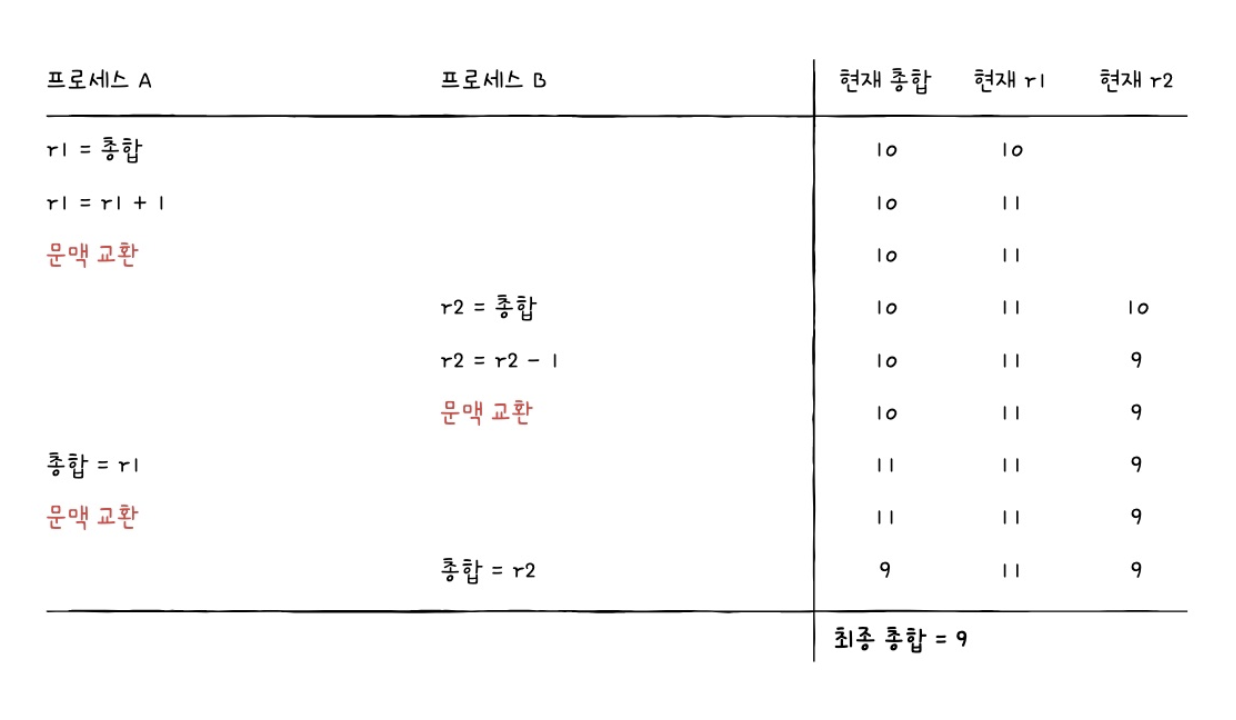 프로세스 A 프로세스 B 현재 총합 현재 r1 현재 r2
r1 = 총합 10 10
r1 = r1 + 1 10 11
문맥 교환 10 11
r2 = 총합 10 11 10
r2 = r2 - 1 10 11 9
문맥 교환 10 11 9
총합 = r1 11 11 9
문맥 교환 11 11 9
총합 = r2 9 11 9
최종 총합 = 9